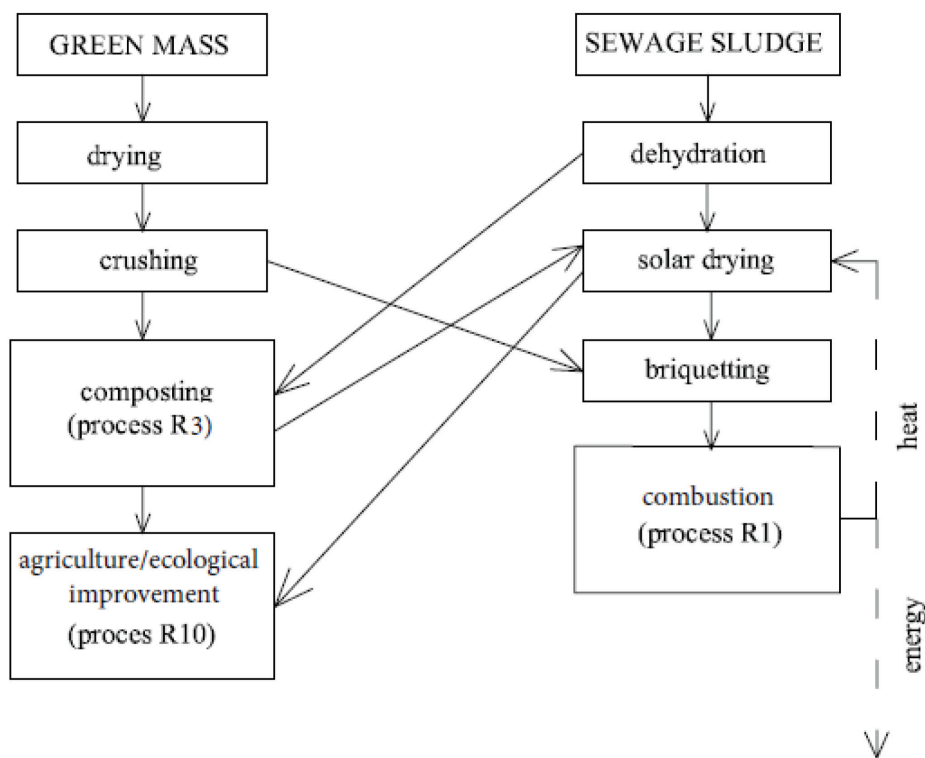 GREEN MASS
drying
crushing
composting
(process R3)
agriculture/ecological
improvement
(proces R10)
SEWAGE SLUDGE
dehydration
solar drying
briquetting
combustion
(process R1)
heat
energy